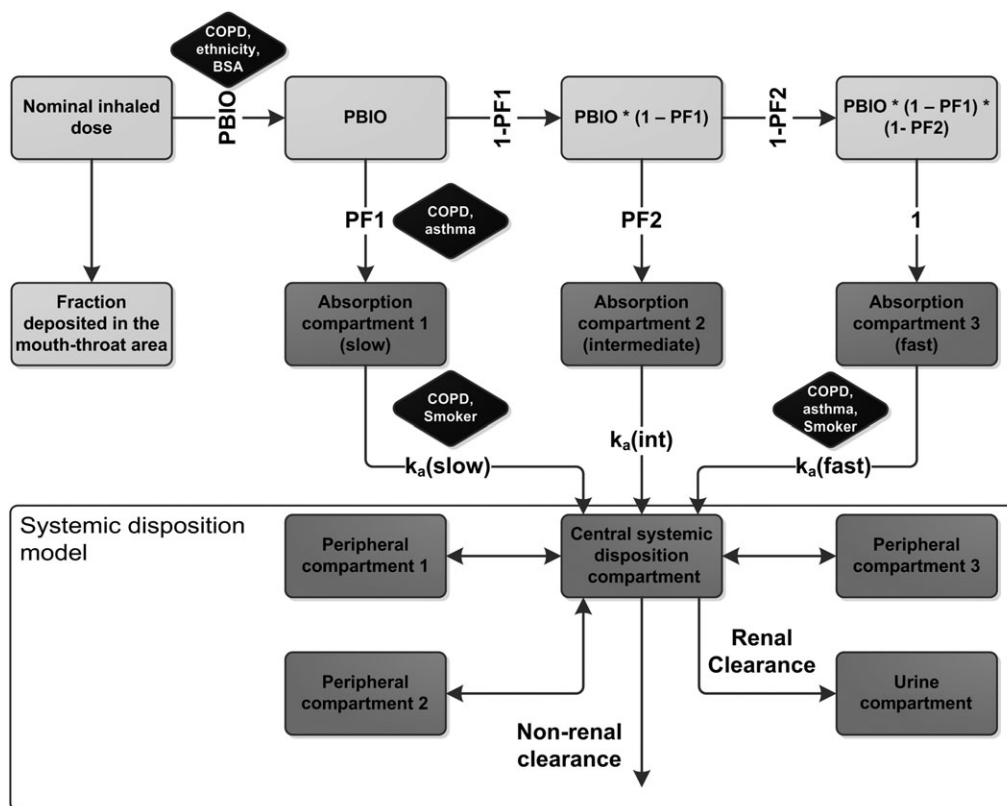 COPD,
ethnicity,
BSA
Nominal inhaled
dose
PBIO
PBIO
1-PF1
PBIO * (1 – PF1)
1-PF2
PBIO * (1 – PF1) *
(1- PF2)
PF1
COPD,
asthma
PF2
1
Fraction
deposited in the
mouth-throat area
Absorption
compartment 1
(slow)
Absorption
compartment 2
(intermediate)
Absorption
compartment 3
(fast)
COPD,
Smoker
COPD,
asthma,
Smoker
ka(slow)
ka(int)
ka(fast)
Systemic disposition
model
Peripheral
compartment 1
Central systemic
disposition
compartment
Peripheral
compartment 3
Peripheral
compartment 2
Renal
Clearance
Urine
compartment
Non-renal
clearance